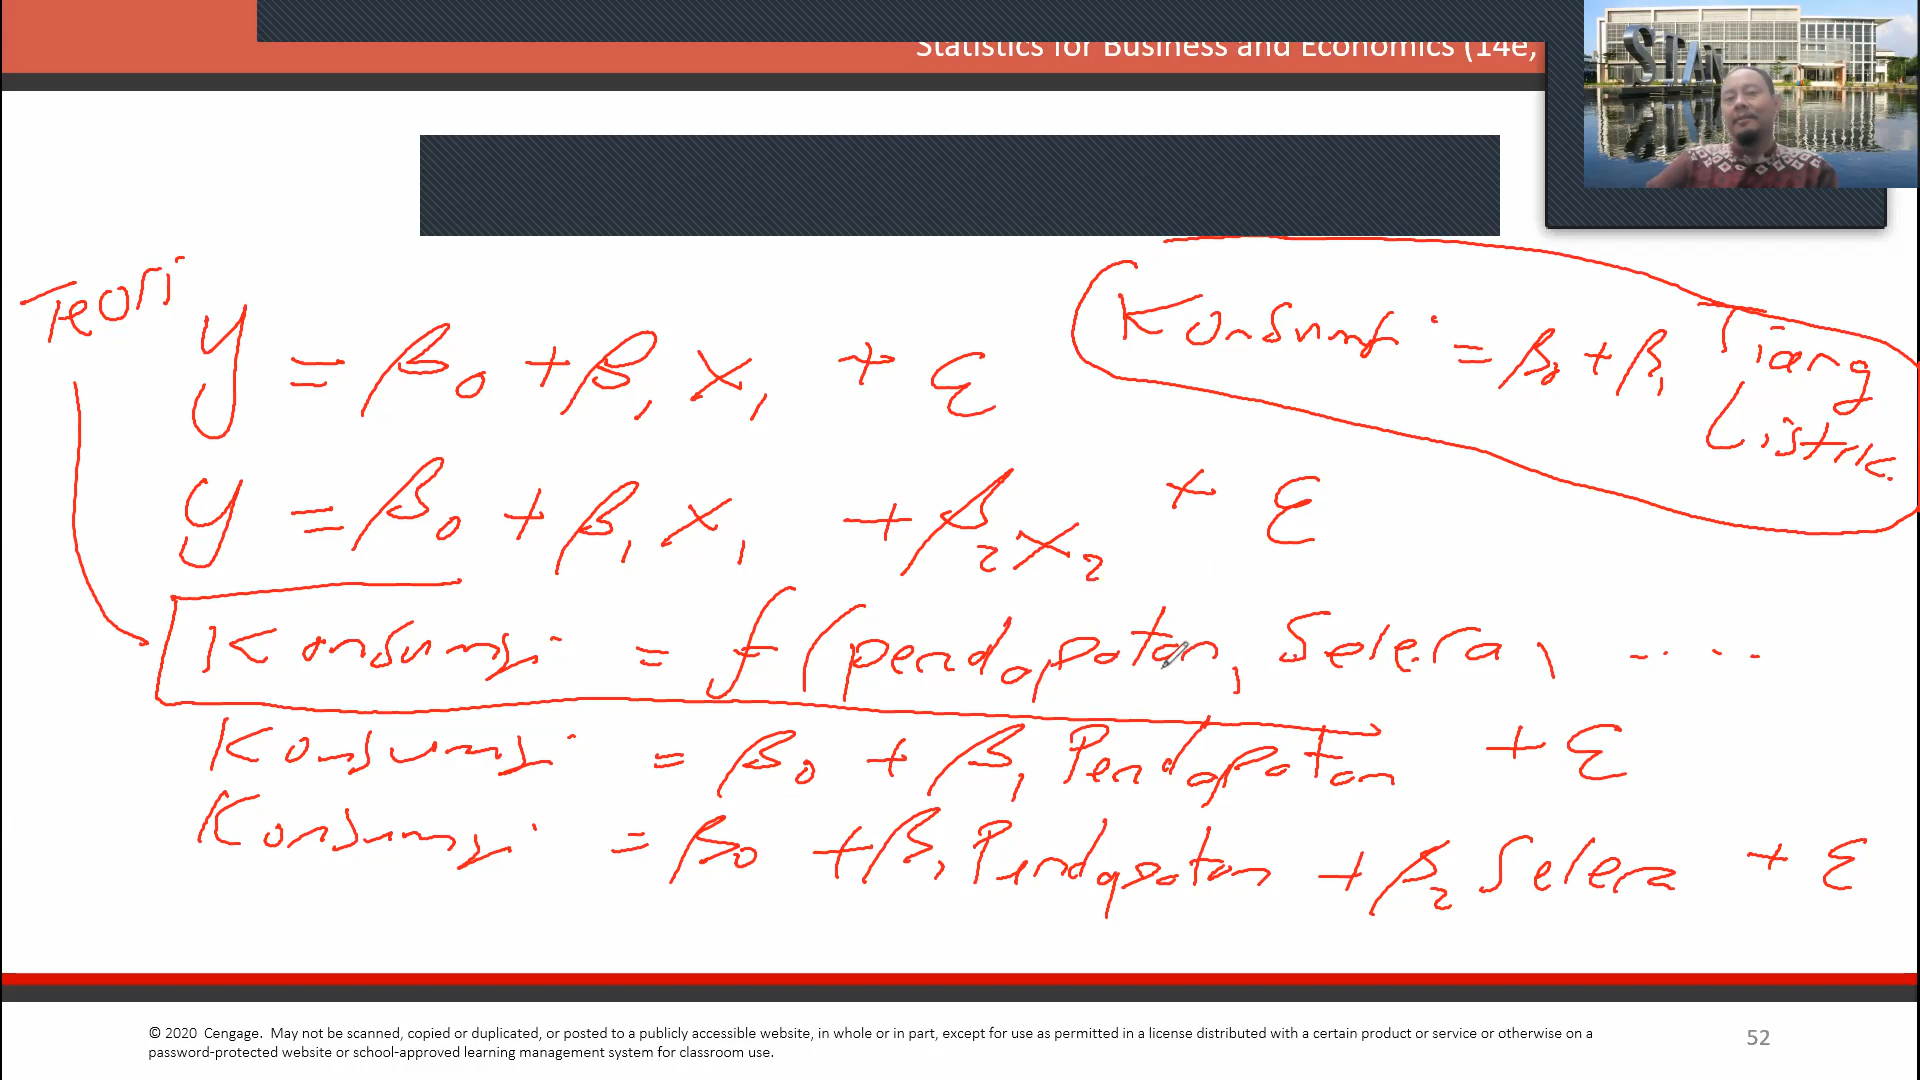 Statistics for Business and Economics (14e,
STAN
Teori
y = β0 + β1 x1 + ε
Konsumsi = β0 + β1 Tiang
Listrik.
y = β0 + β1 x1 + β2 x2 + ε
Konsumsi = f (pendapatan, Selera, .....
Konsumsi = β0 + β1 Pendapatan + ε
Konsumsi = β0 + β1 Pendapatan + β2 Selera + ε
© 2020 Cengage. May not be scanned, copied or duplicated, or posted to a publicly accessible website, in whole or in part, except for use as permitted in a license distributed with a certain product or service or otherwise on a
password-protected website or school-approved learning management system for classroom use.
52